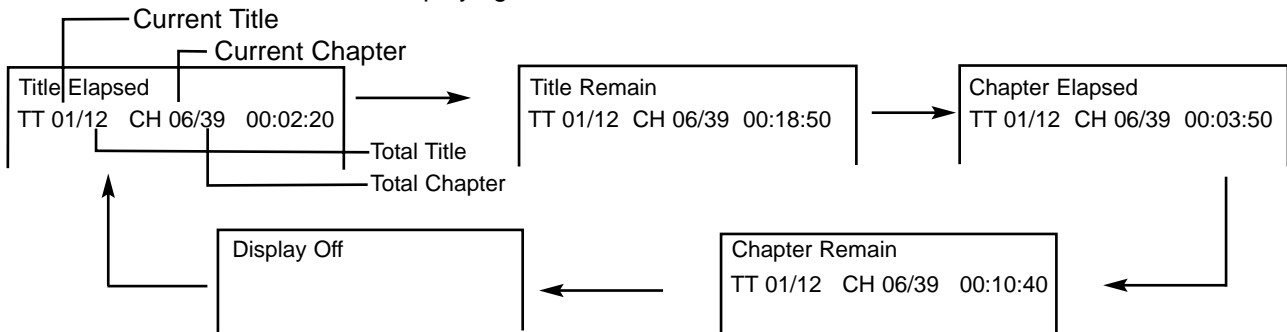 Current Title
Current Chapter
Title Elapsed
TT 01/12 CH 06/39 00:02:20
Total Title
Total Chapter
Title Remain
TT 01/12 CH 06/39 00:18:50
Chapter Elapsed
TT 01/12 CH 06/39 00:03:50
Chapter Remain
TT 01/12 CH 06/39 00:10:40
Display Off